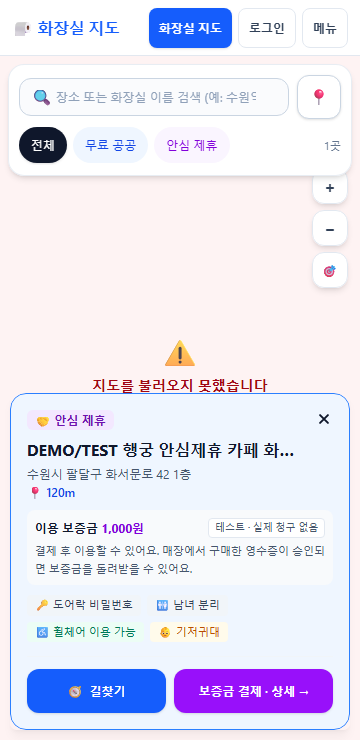 화장실 지도
화장실 지도
로그인
메뉴
장소 또는 화장실 이름 검색 (예: 수원역
전체
무료 공공
안심 제휴
1곳
+
−
지도를 불러오지 못했습니다
안심 제휴
✕
DEMO/TEST 행궁 안심제휴 카페 화...
수원시 팔달구 화서문로 42 1층
120m
이용 보증금 1,000원
테스트 · 실제 청구 없음
결제 후 이용할 수 있어요. 매장에서 구매한 영수증이 승인되
면 보증금을 돌려받을 수 있어요.
도어락 비밀번호
남녀 분리
휠체어 이용 가능
기저귀대
길찾기
보증금 결제 · 상세 →